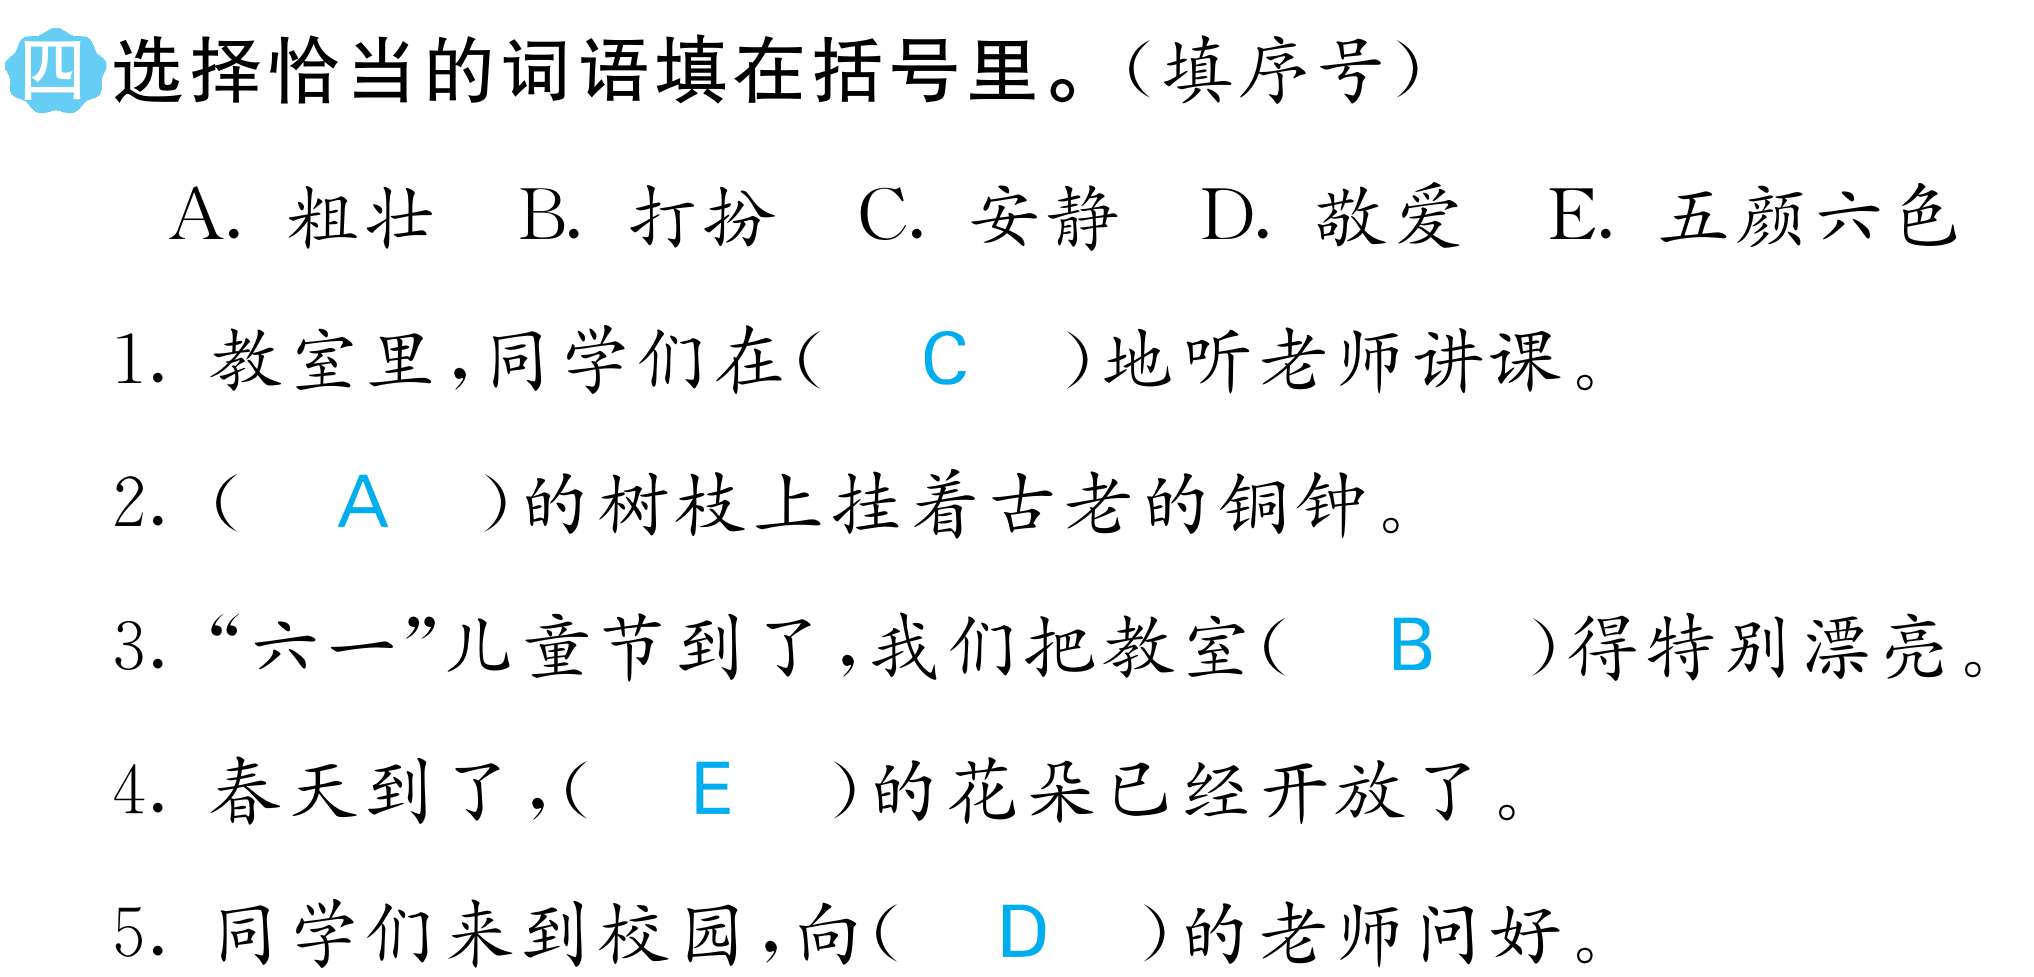 四 选择恰当的词语填在括号里。（填序号）
A. 粗壮 B. 打扮 C. 安静 D. 敬爱 E. 五颜六色
1. 教室里,同学们在( C )地听老师讲课。
2. ( A )的树枝上挂着古老的铜钟。
3. “六一”儿童节到了,我们把教室( B )得特别漂亮。
4. 春天到了,( E )的花朵已经开放了。
5. 同学们来到校园,向( D )的老师问好。